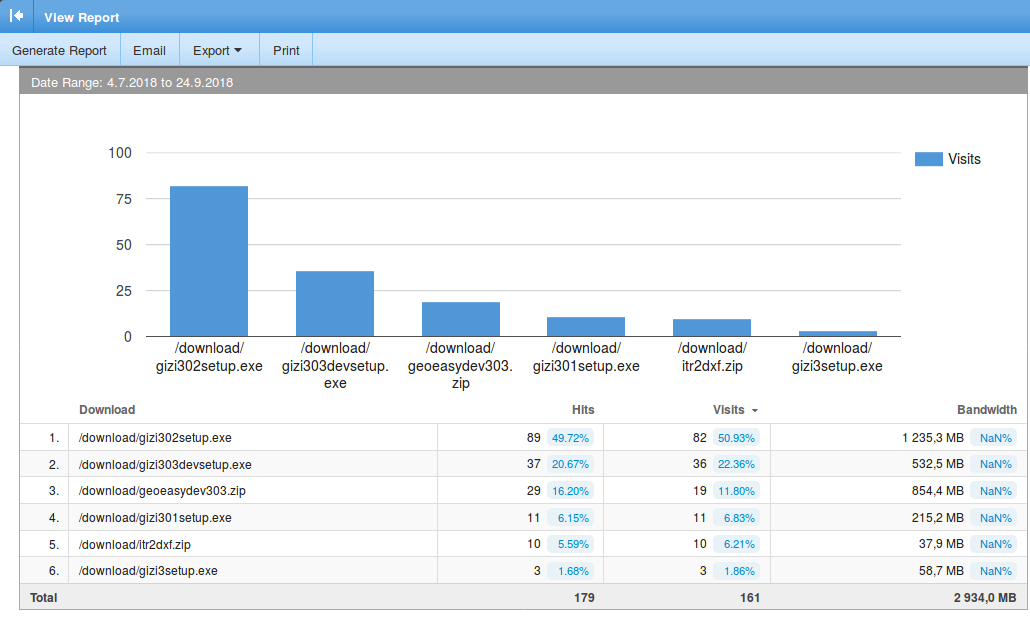 View Report
Generate Report Email Export Print
Date Range: 4.7.2018 to 24.9.2018
100
75
50
25
0
Visits
/download/
gizi302setup.exe
/download/
gizi303devsetup.
exe
/download/
geoeasydev303.
zip
/download/
gizi301setup.exe
/download/
itr2dxf.zip
/download/
gizi3setup.exe
Download Hits Visits Bandwidth
1. /download/gizi302setup.exe 89 49.72% 82 50.93% 1 235,3 MB NaN%
2. /download/gizi303devsetup.exe 37 20.67% 36 22.36% 532,5 MB NaN%
3. /download/geoeasydev303.zip 29 16.20% 19 11.80% 854,4 MB NaN%
4. /download/gizi301setup.exe 11 6.15% 11 6.83% 215,2 MB NaN%
5. /download/itr2dxf.zip 10 5.59% 10 6.21% 37,9 MB NaN%
6. /download/gizi3setup.exe 3 1.68% 3 1.86% 58,7 MB NaN%
Total 179 161 2 934,0 MB